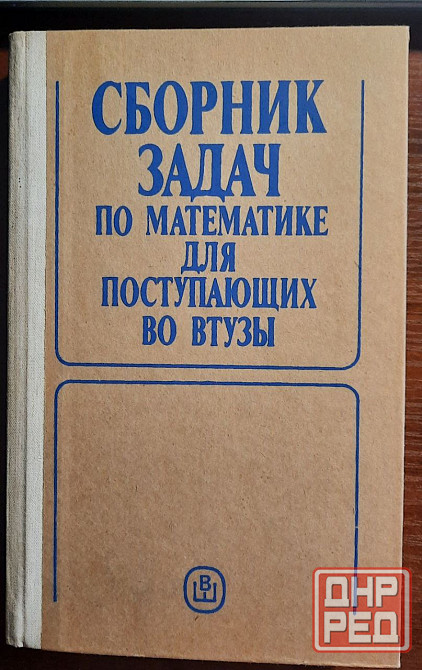 СБОРНИК
ЗАДАЧ
ПО МАТЕМАТИКЕ
ДЛЯ
ПОСТУПАЮЩИХ
ВО ВТУЗЫ
ВШ
ДНР
РЕД